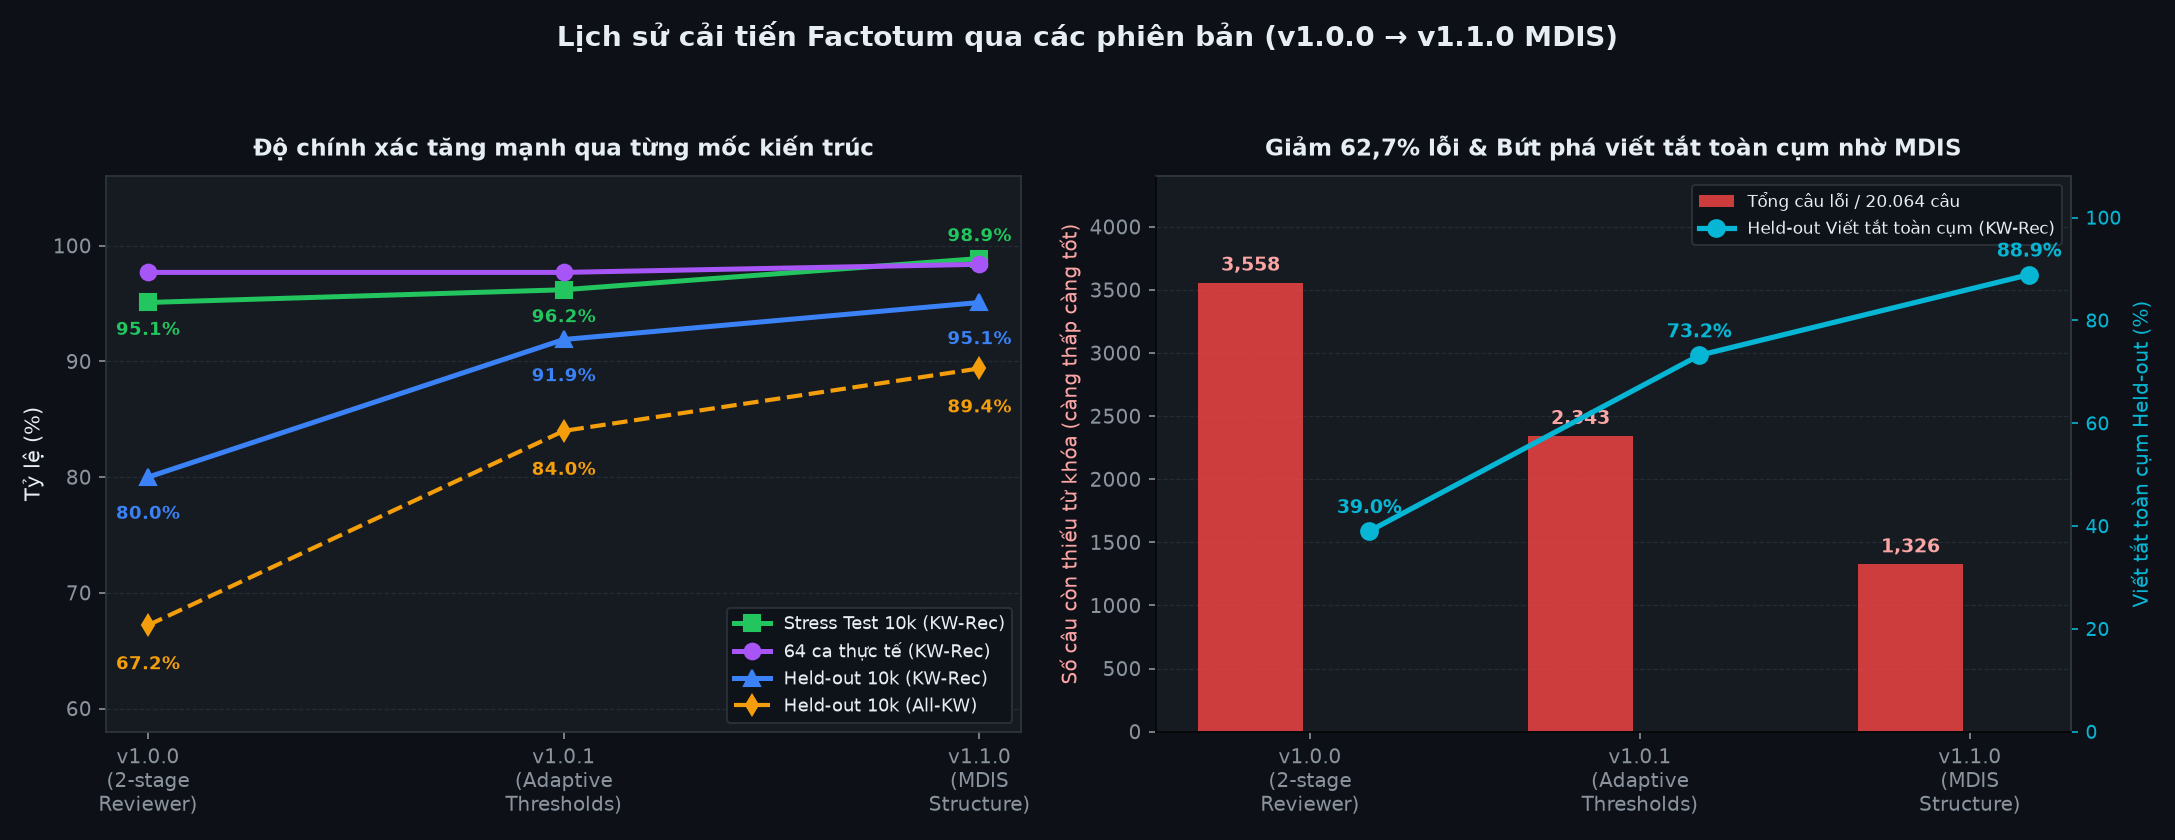 Lịch sử cải tiến Factotum qua các phiên bản (v1.0.0 → v1.1.0 MDIS)
Độ chính xác tăng mạnh qua từng mốc kiến trúc
Tỷ lệ (%)
100
90
80
70
60
95.1%
96.2%
98.9%
80.0%
91.9%
95.1%
67.2%
84.0%
89.4%
Stress Test 10k (KW-Rec)
64 ca thực tế (KW-Rec)
Held-out 10k (KW-Rec)
Held-out 10k (All-KW)
v1.0.0
(2-stage
Reviewer)
v1.0.1
(Adaptive
Thresholds)
v1.1.0
(MDIS
Structure)
Giảm 62,7% lỗi & Bứt phá viết tắt toàn cụm nhờ MDIS
Số câu còn thiếu từ khóa (càng thấp càng tốt)
4000
3500
3000
2500
2000
1500
1000
500
0
Tổng câu lỗi / 20.064 câu
Held-out Viết tắt toàn cụm (KW-Rec)
3,558
2,343
1,326
39.0%
73.2%
88.9%
100
80
60
40
20
0
Viết tắt toàn cụm Held-out (%)
v1.0.0
(2-stage
Reviewer)
v1.0.1
(Adaptive
Thresholds)
v1.1.0
(MDIS
Structure)